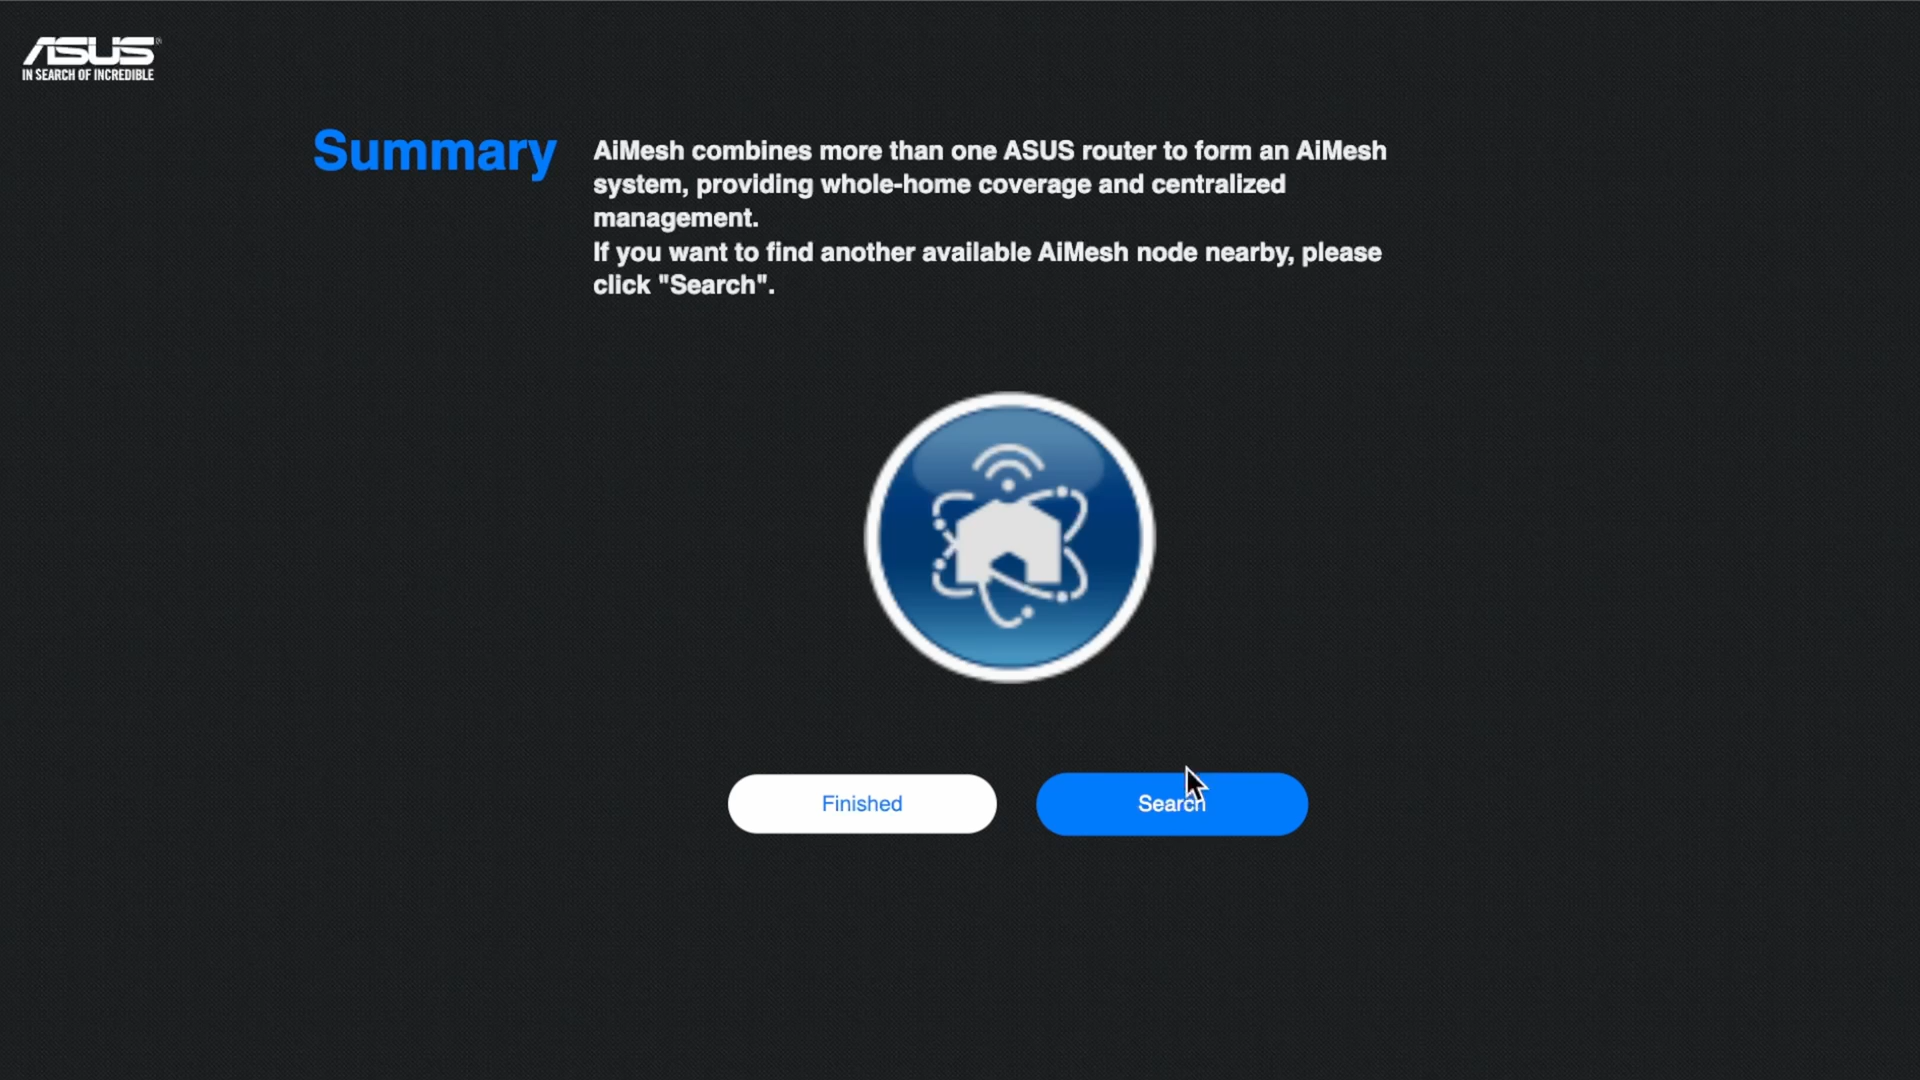 ASUS
IN SEARCH OF INCREDIBLE
Summary
AiMesh combines more than one ASUS router to form an AiMesh
system, providing whole-home coverage and centralized
management.
If you want to find another available AiMesh node nearby, please
click "Search".
Finished
Search